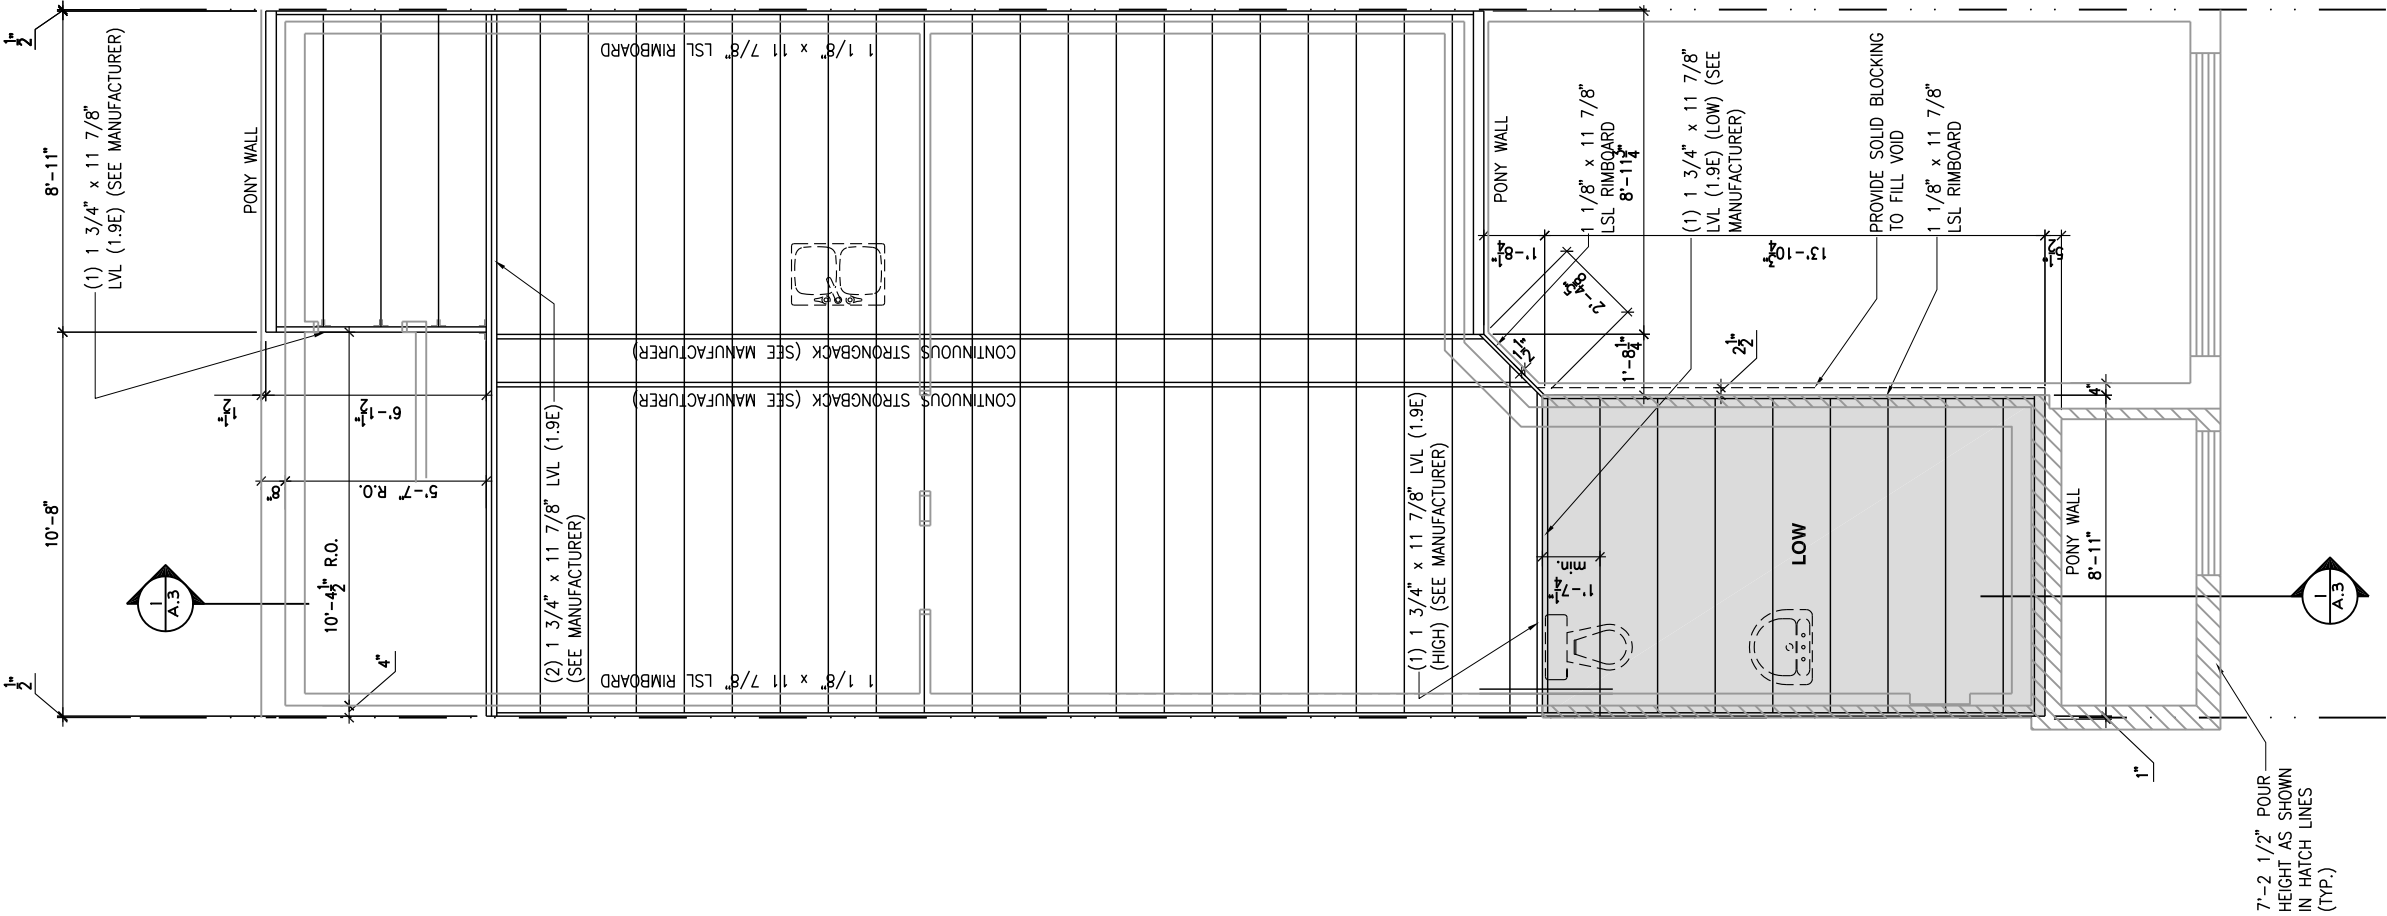 1/2"
8'-11"
10'-8"
1/2"
(1) 1 3/4" x 11 7/8"
LVL (1.9E) (SEE MANUFACTURER)
PONY WALL
1 1/2"
6'-1 1/2"
8"
5'-7" R.O.
10'-4 1/2" R.O.
4"
1
A.3
1 1/8" x 11 7/8" LSL RIMBOARD
CONTINUOUS STRONGBACK (SEE MANUFACTURER)
CONTINUOUS STRONGBACK (SEE MANUFACTURER)
(2) 1 3/4" x 11 7/8" LVL (1.9E)
(SEE MANUFACTURER)
1 1/8" x 11 7/8" LSL RIMBOARD
(1) 1 3/4" x 11 7/8" LVL (1.9E)
(HIGH) (SEE MANUFACTURER)
PONY WALL
1 1/8" x 11 7/8"
LSL RIMBOARD
8'-11 3/4"
1'-8 1/4"
2'-4 5/8"
1 1/2"
1'-8 1/4"
(1) 1 3/4" x 11 7/8"
LVL (1.9E) (LOW) (SEE
MANUFACTURER)
2 1/2"
13'-10 3/4"
PROVIDE SOLID BLOCKING
TO FILL VOID
1 1/8" x 11 7/8"
LSL RIMBOARD
5 1/2"
4"
1'-7 1/4"
min.
LOW
PONY WALL
8'-11"
1"
1
A.3
7'-2 1/2" POUR
HEIGHT AS SHOWN
IN HATCH LINES
(TYP.)